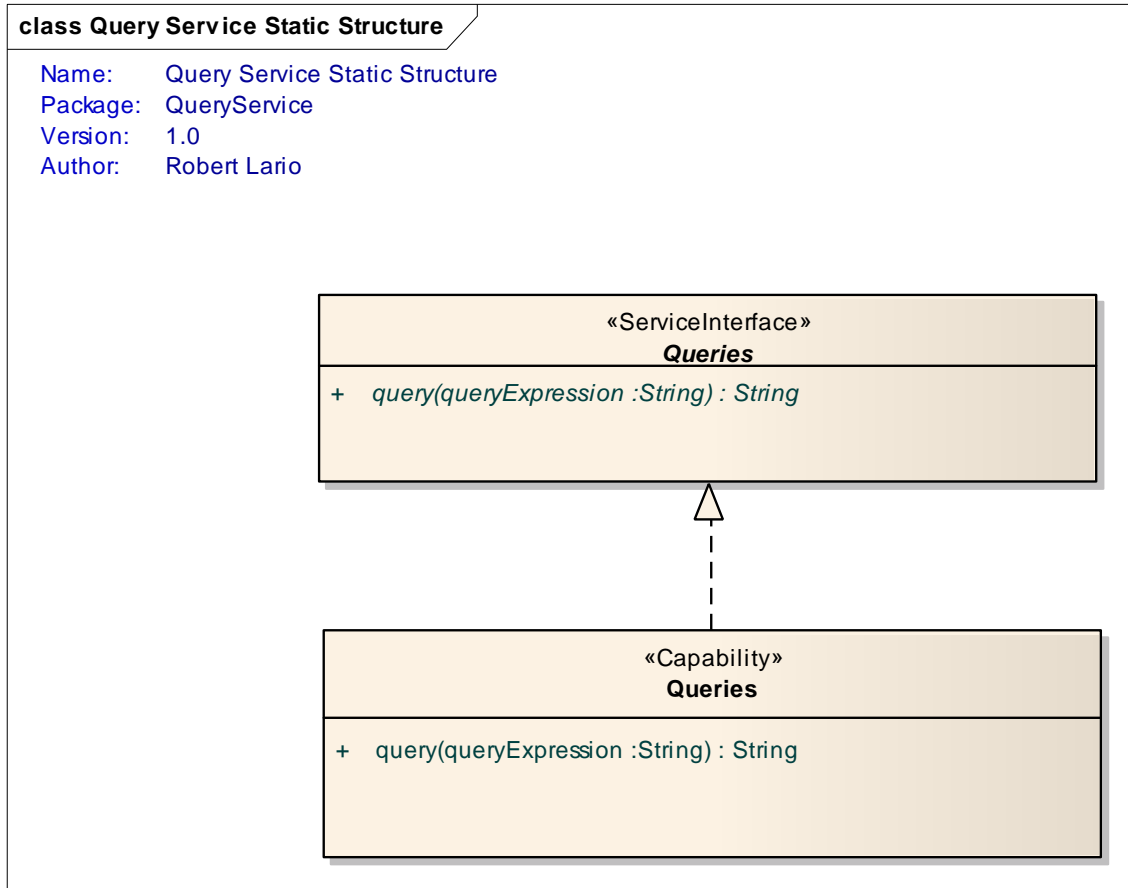 class Query Service Static Structure
Name: Query Service Static Structure
Package: QueryService
Version: 1.0
Author: Robert Lario
«ServiceInterface»
Queries
+ query(queryExpression :String) : String
«Capability»
Queries
+ query(queryExpression :String) : String